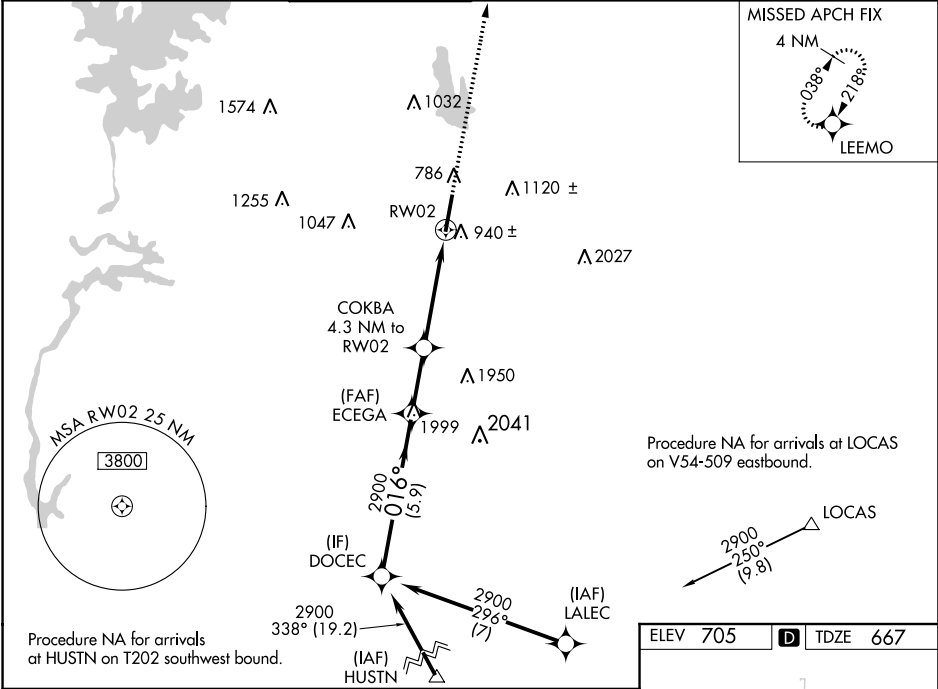 MISSED APCH FIX
4 NM
038°
218°
LEEMO
1574
1032
786
1120 ±
1255
1047
RW02
940 ±
2027
COKBA
4.3 NM to
RW02
1950
(FAF)
ECEGA
1999
2041
MSA RW02 25 NM
3800
Procedure NA for arrivals at LOCAS
on V54-509 eastbound.
2900
016°
(5.9)
LOCAS
2900
250°
(9.8)
(IF)
DOCEC
2900
296°
(7)
(IAF)
LALEC
2900
338° (19.2)
(IAF)
HUSTN
Procedure NA for arrivals
at HUSTN on T202 southwest bound.
ELEV 705 D TDZE 667